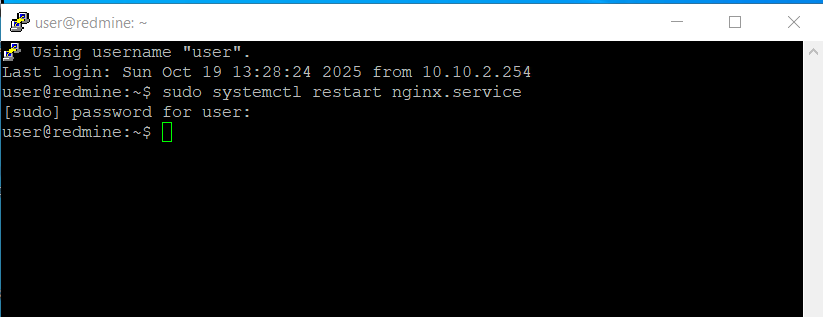 user@redmine: ~
Using username "user".
Last login: Sun Oct 19 13:28:24 2025 from 10.10.2.254
user@redmine:~$ sudo systemctl restart nginx.service
[sudo] password for user:
user@redmine:~$